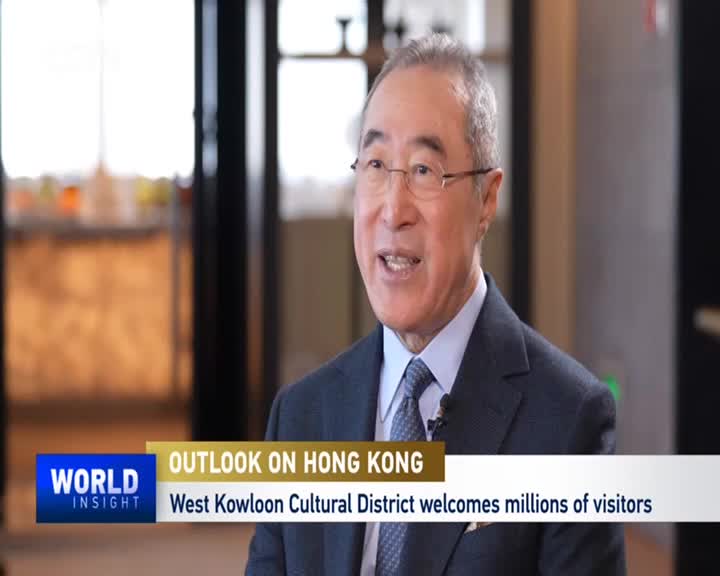 OUTLOOK ON HONG KONG
WORLD
INSIGHT
West Kowloon Cultural District welcomes millions of visitors